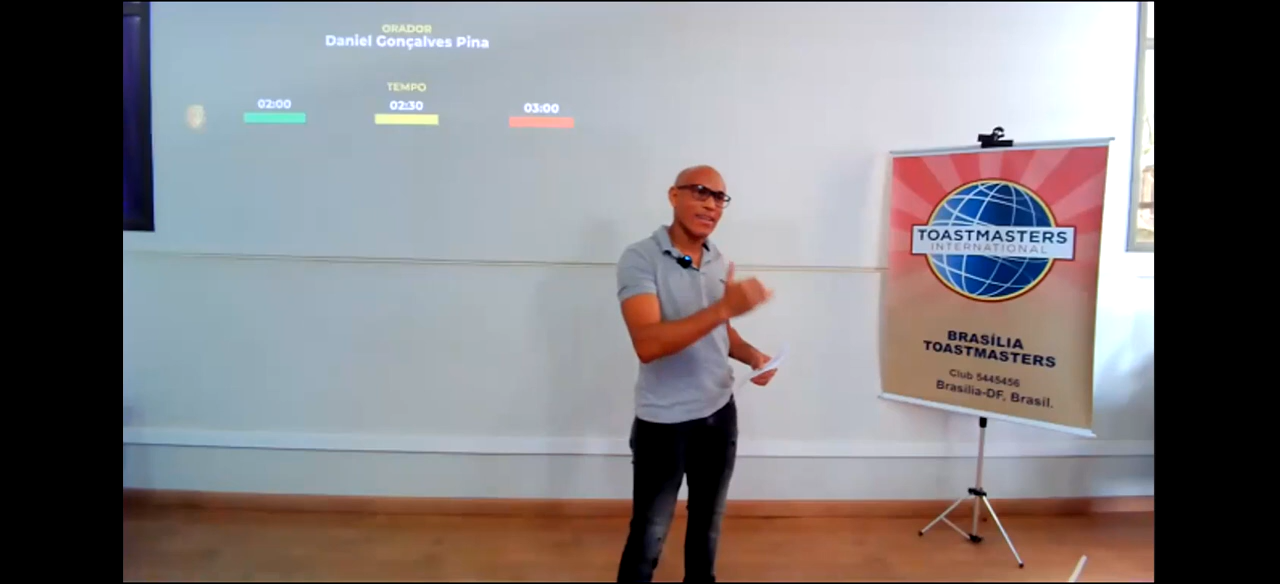 ORADOR
Daniel Gonçalves Pina
TEMPO
02:00 02:30 03:00
TOASTMASTERS
INTERNATIONAL
BRASÍLIA
TOASTMASTERS
Club 5445456
Brasília-DF, Brasil.